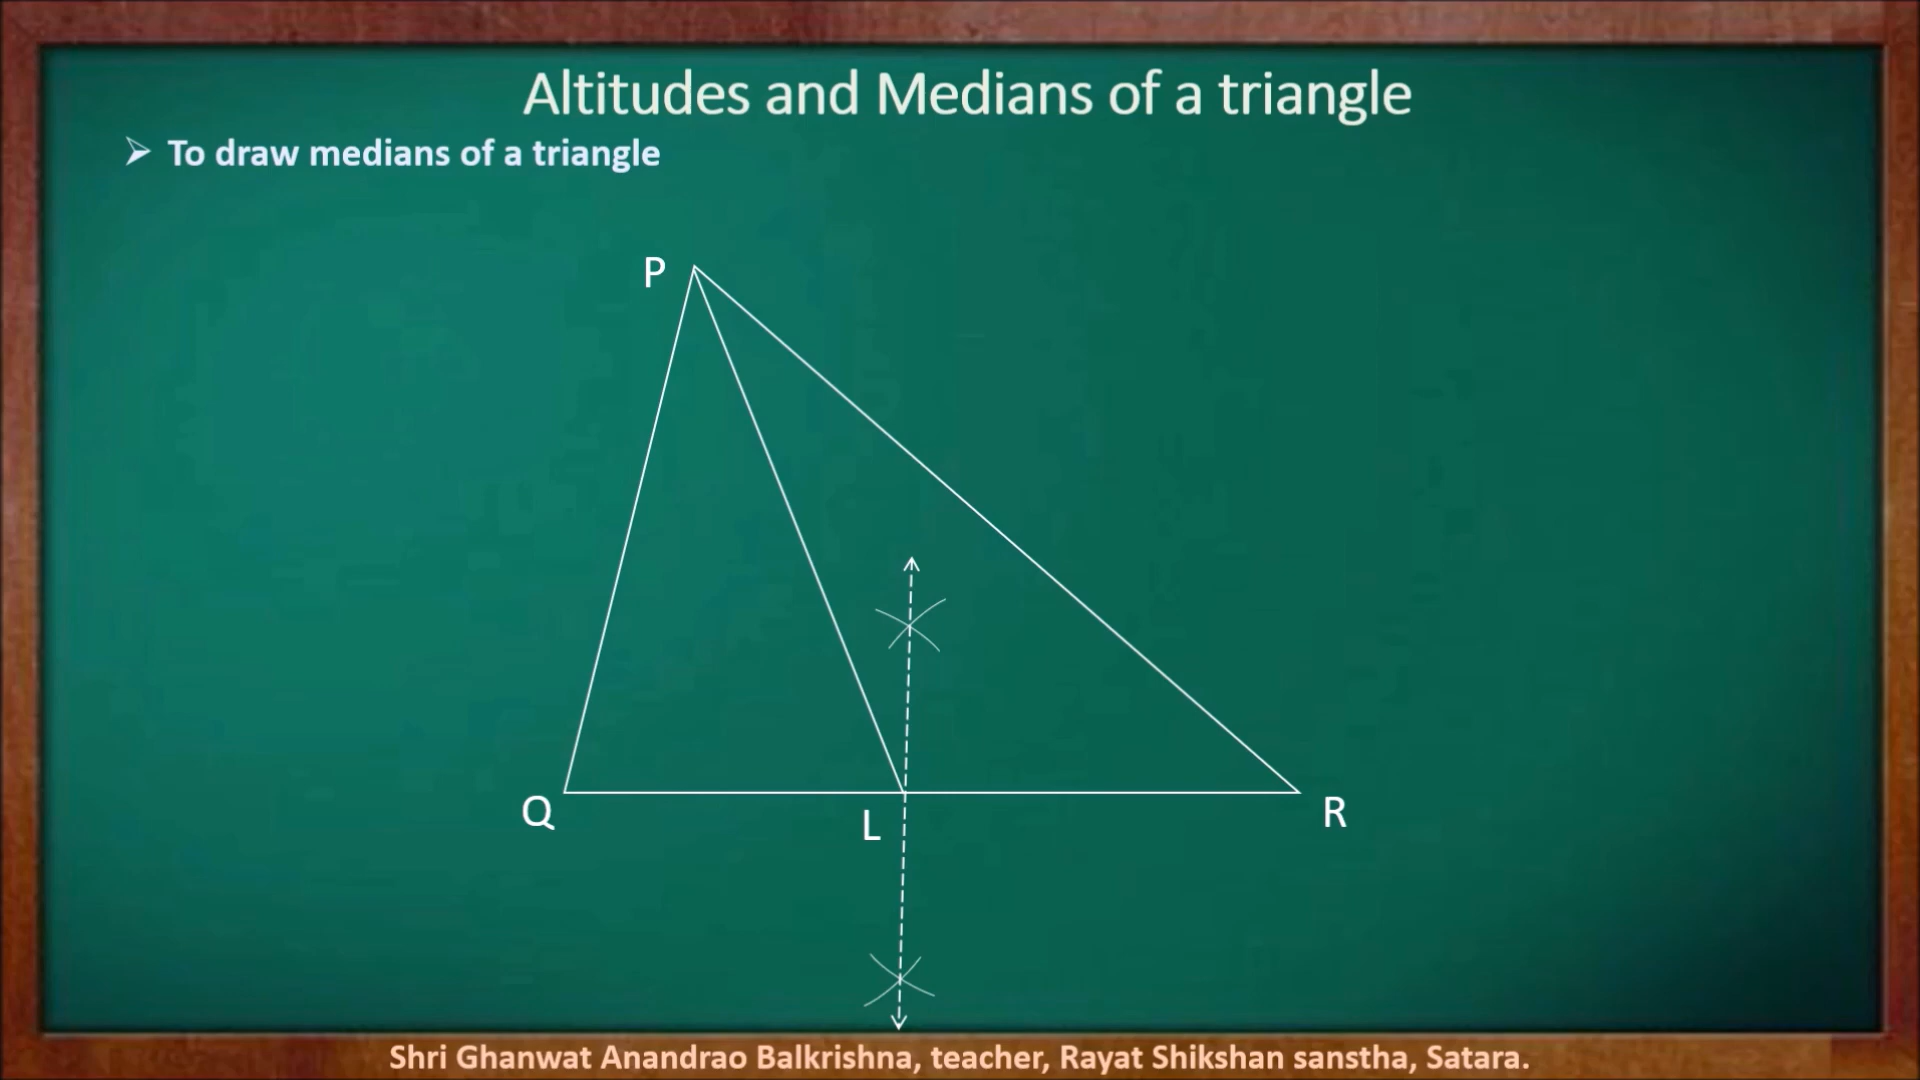 Altitudes and Medians of a triangle
➢ To draw medians of a triangle
P
Q
L
R
Shri Ghanwat Anandrao Balkrishna, teacher, Rayat Shikshan sanstha, Satara.